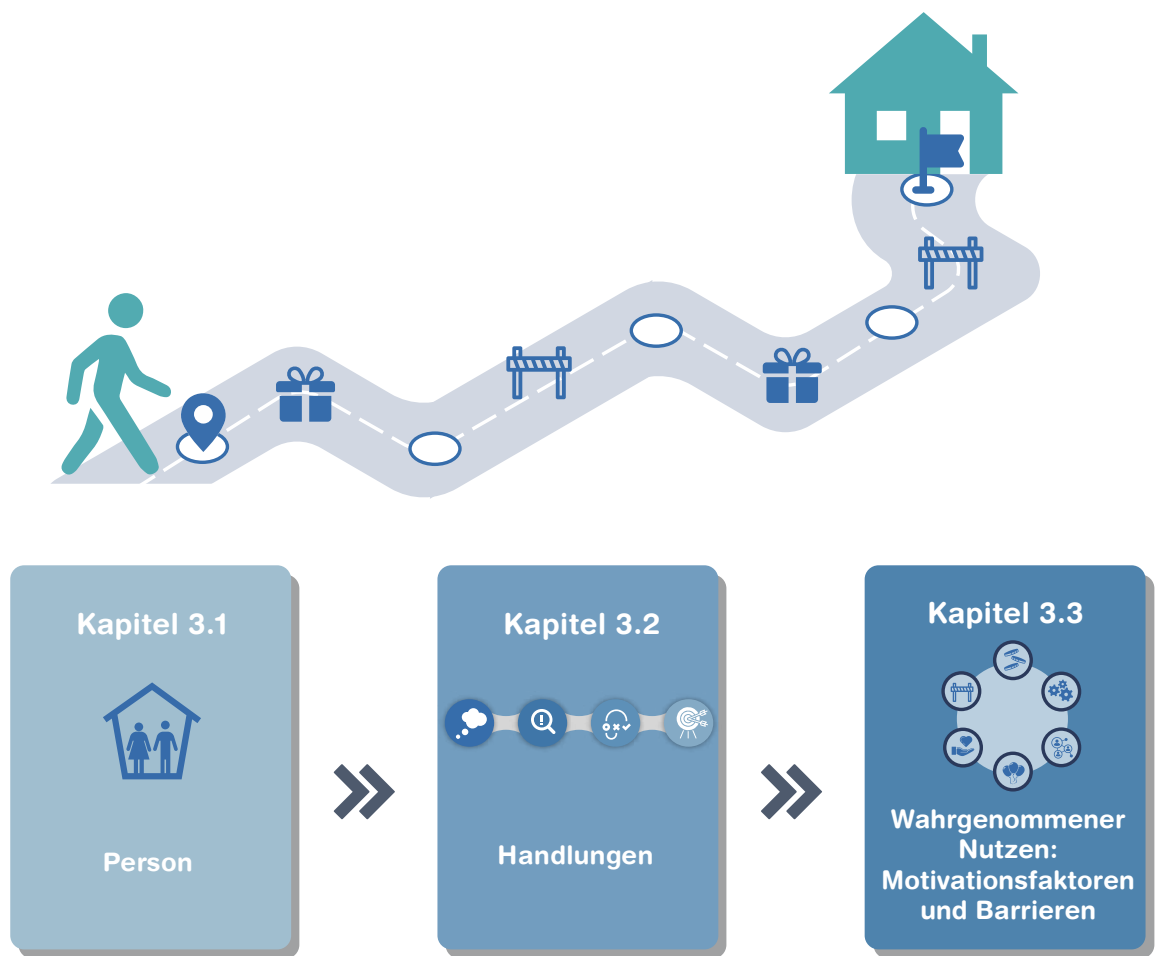 Kapitel 3.1
Person
Kapitel 3.2
Handlungen
Kapitel 3.3
Wahrgenommener
Nutzen:
Motivationsfaktoren
und Barrieren